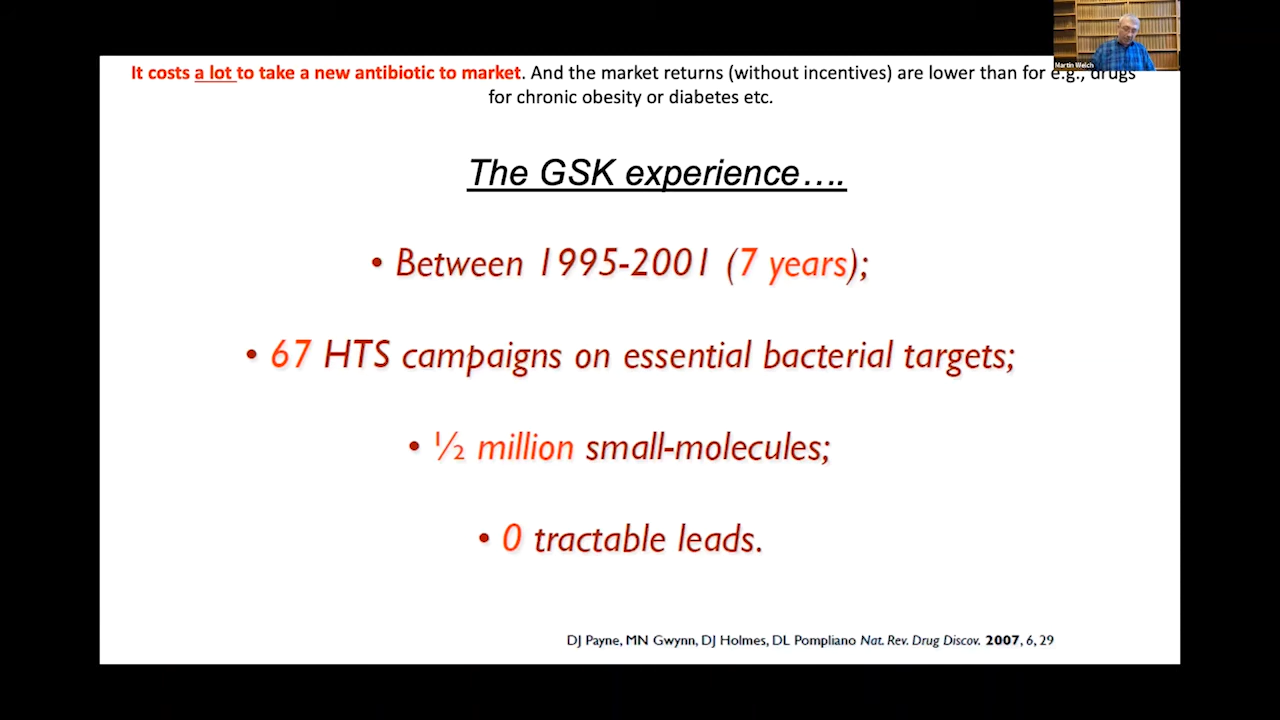 Martin Welch
It costs a lot to take a new antibiotic to market. And the market returns (without incentives) are lower than for e.g., drugs
for chronic obesity or diabetes etc.
The GSK experience….
• Between 1995-2001 (7 years);
• 67 HTS campaigns on essential bacterial targets;
• ½ million small-molecules;
• 0 tractable leads.
DJ Payne, MN Gwynn, DJ Holmes, DL Pompliano Nat. Rev. Drug Discov. 2007, 6, 29